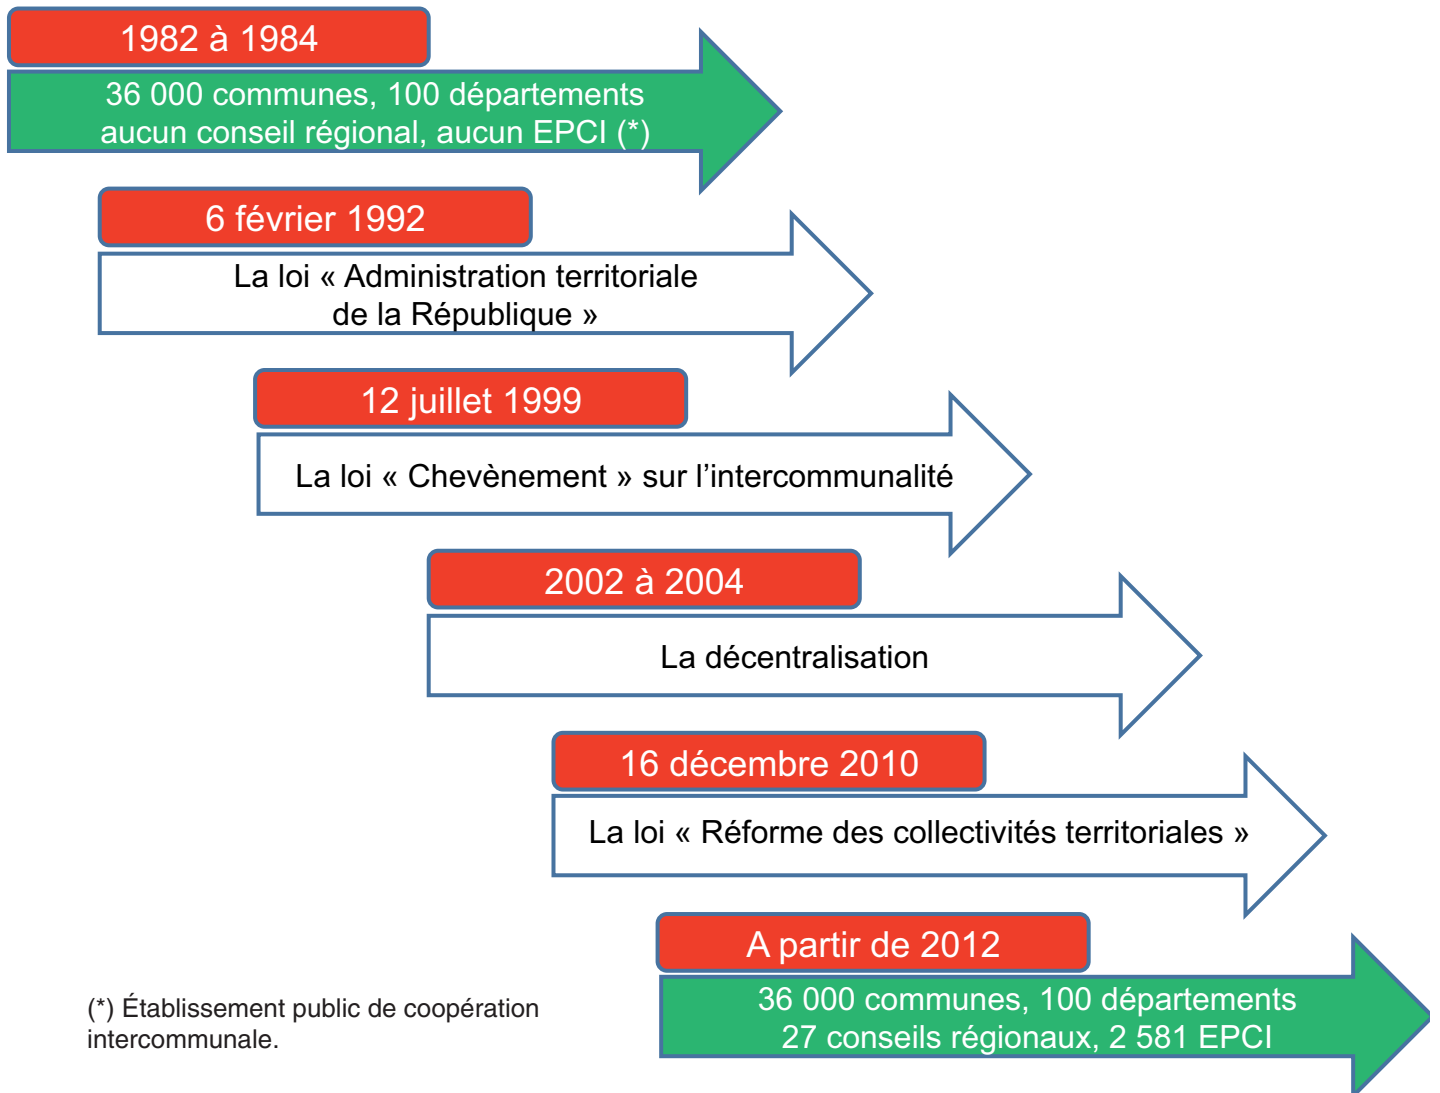 1982 à 1984
36 000 communes, 100 départements
aucun conseil régional, aucun EPCI (*)
6 février 1992
La loi « Administration territoriale
de la République »
12 juillet 1999
La loi « Chevènement » sur l’intercommunalité
2002 à 2004
La décentralisation
16 décembre 2010
La loi « Réforme des collectivités territoriales »
A partir de 2012
36 000 communes, 100 départements
27 conseils régionaux, 2 581 EPCI
(*) Établissement public de coopération
intercommunale.